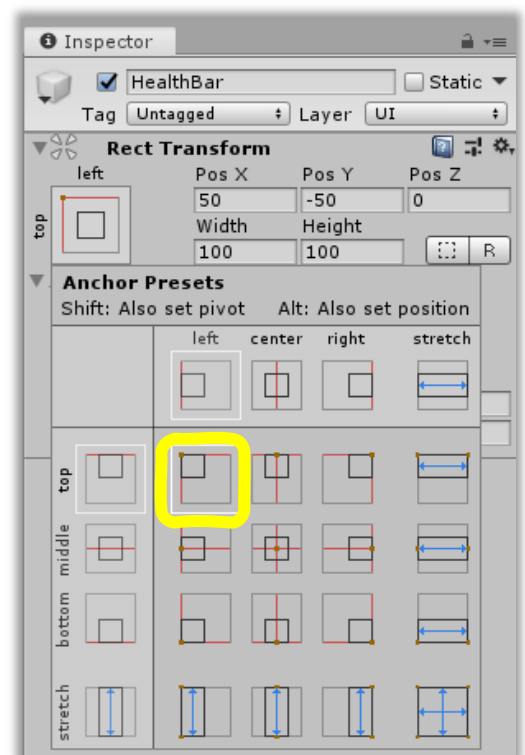 Inspector
HealthBar
Static
Tag Untagged Layer UI
Rect Transform
left Pos X Pos Y Pos Z
50 -50 0
top
Width Height
100 100 R
Anchor Presets
Shift: Also set pivot Alt: Also set position
left center right stretch
top
middle
bottom
stretch